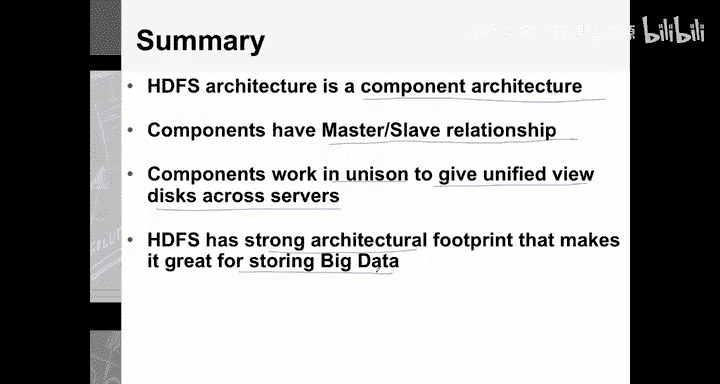 Summary
bilibili
• HDFS architecture is a component architecture
• Components have Master/Slave relationship
• Components work in unison to give unified view
disks across servers
• HDFS has strong architectural footprint that makes
it great for storing Big Data